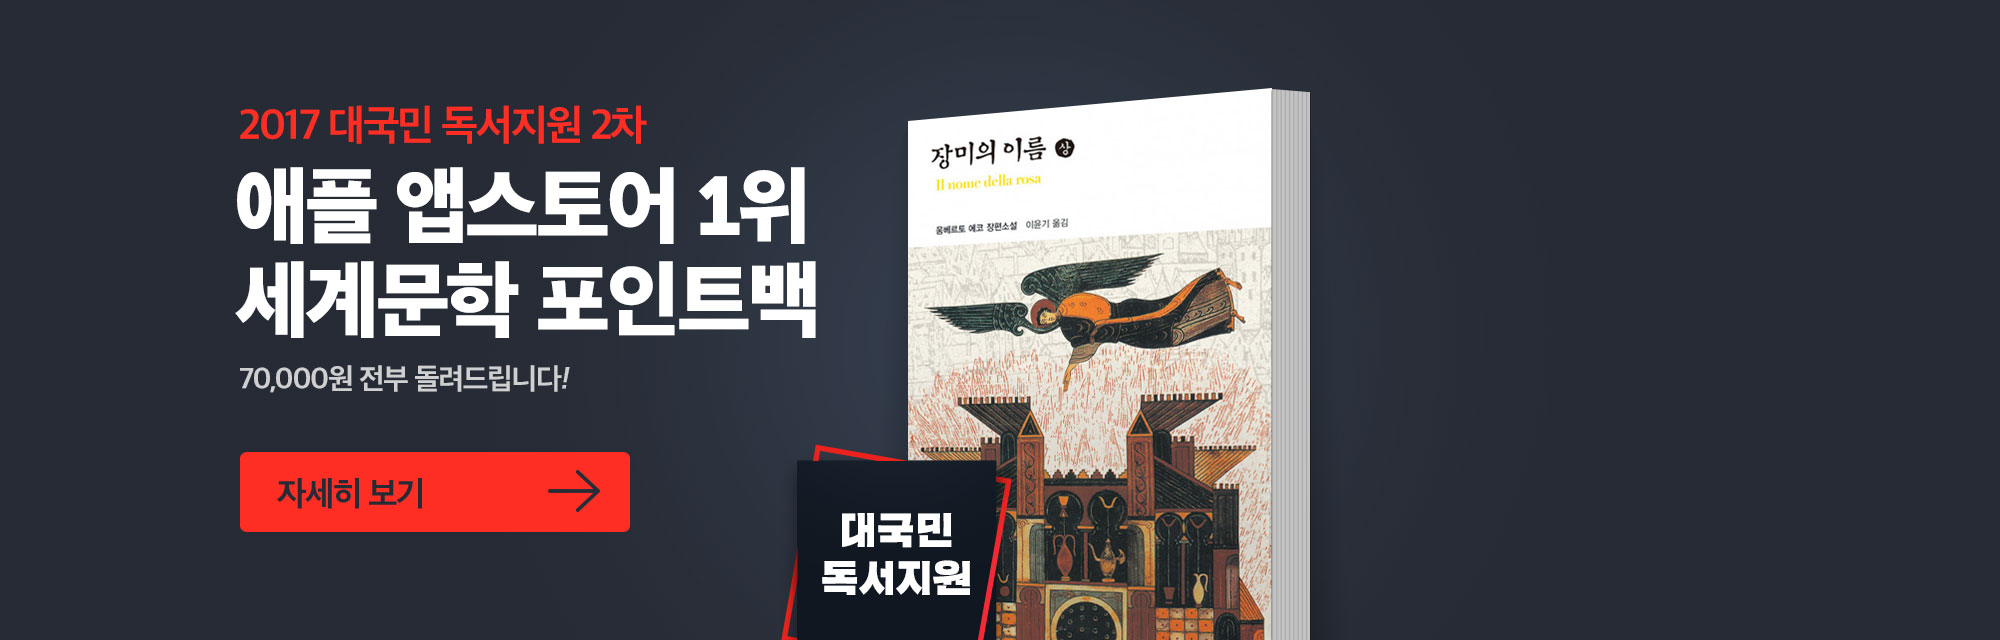 2017 대국민 독서지원 2차
애플 앱스토어 1위
세계문학 포인트백
70,000원 전부 돌려드립니다!
자세히 보기
장미의 이름 상
Il nome della rosa
움베르토 에코 장편소설 이윤기 옮김
대국민
독서지원